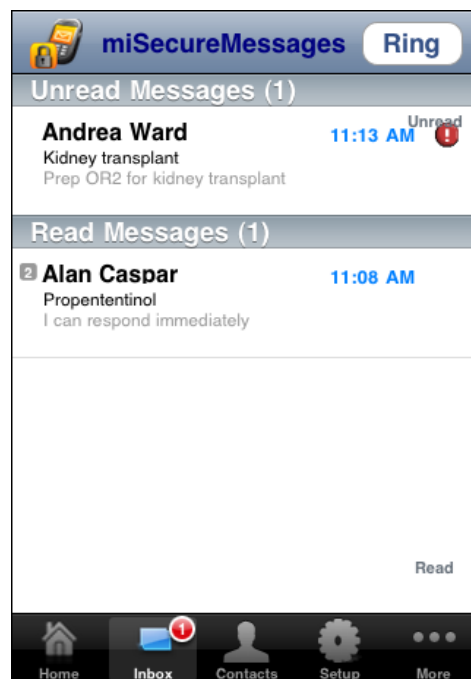 miSecureMessages Ring
Unread Messages (1)
Unread
Andrea Ward 11:13 AM
Kidney transplant
Prep OR2 for kidney transplant
Read Messages (1)
2 Alan Caspar 11:08 AM
Propententinol
I can respond immediately
Read
1
Home Inbox Contacts Setup More